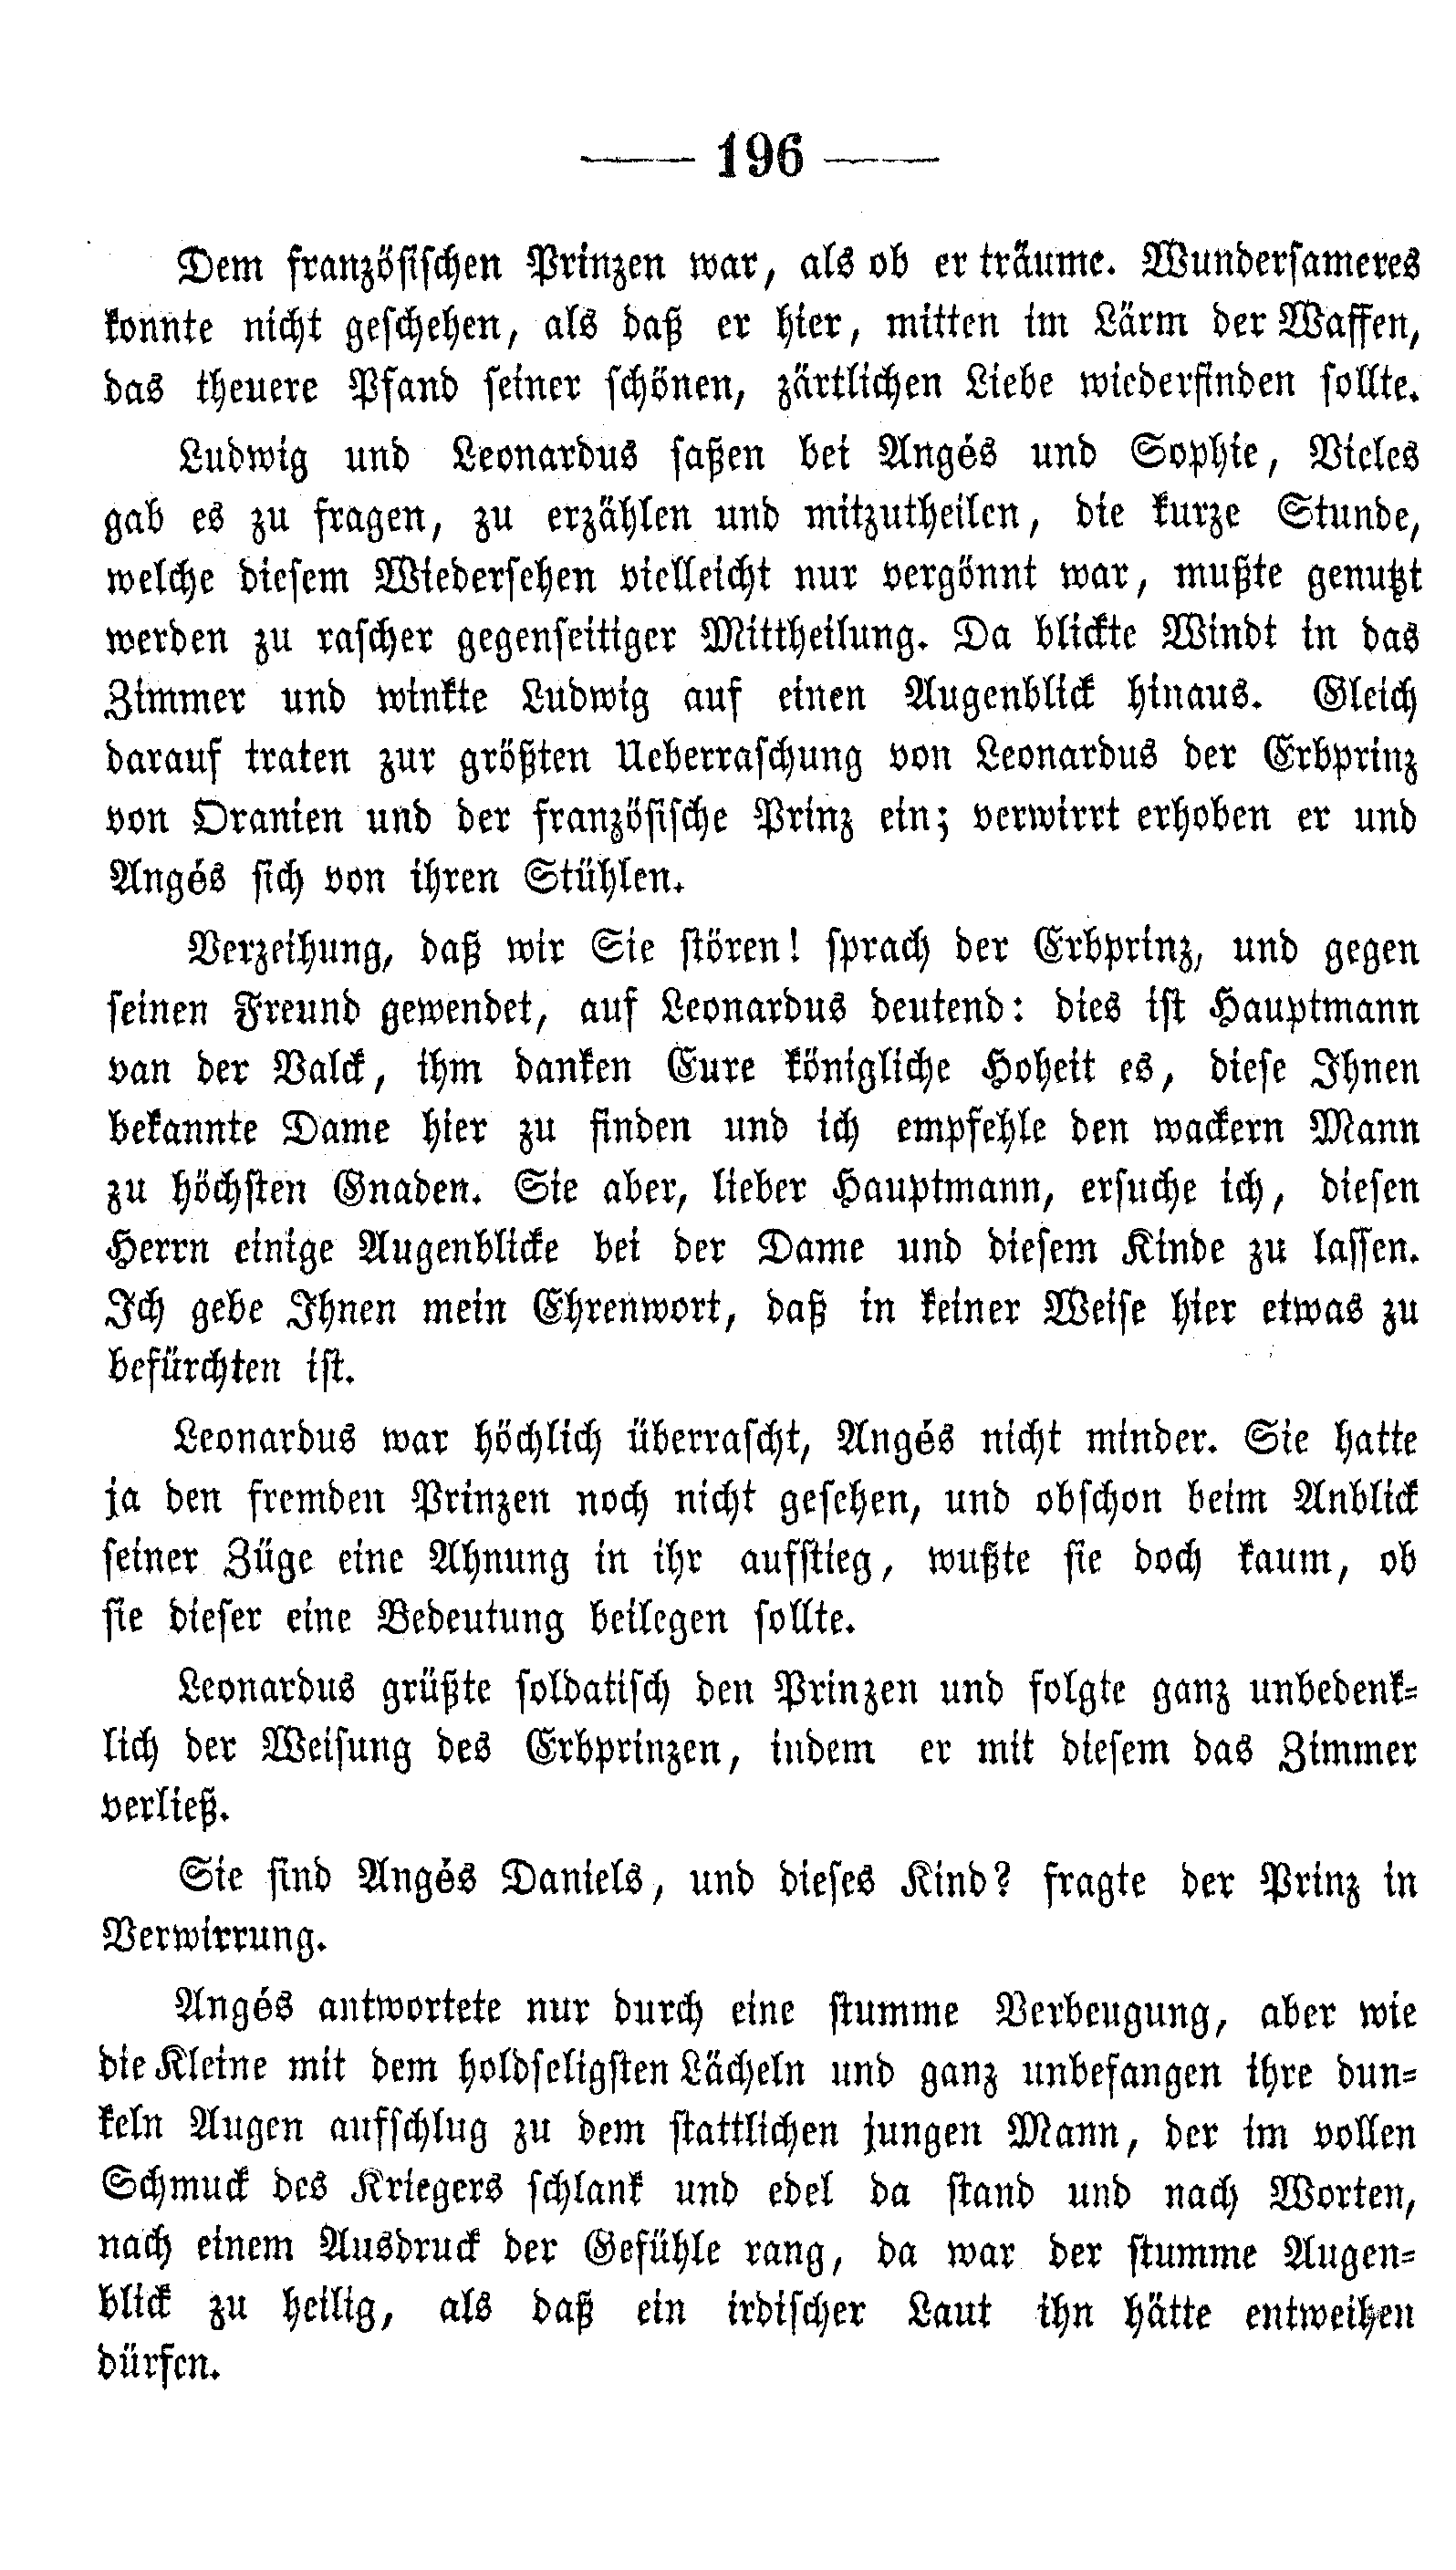 — 196 —
Dem französischen Prinzen war, als ob er träume. Wundersameres
konnte nicht geschehen, als daß er hier, mitten im Lärm der Waffen,
das theuere Pfand seiner schönen, zärtlichen Liebe wiederfinden sollte.
Ludwig und Leonardus saßen bei Angés und Sophie, Vieles
gab es zu fragen, zu erzählen und mitzutheilen, die kurze Stunde,
welche diesem Wiedersehen vielleicht nur vergönnt war, mußte genutzt
werden zu rascher gegenseitiger Mittheilung. Da blickte Windt in das
Zimmer und winkte Ludwig auf einen Augenblick hinaus. Gleich
darauf traten zur größten Ueberraschung von Leonardus der Erbprinz
von Oranien und der französische Prinz ein; verwirrt erhoben er und
Angés sich von ihren Stühlen.
Verzeihung, daß wir Sie stören! sprach der Erbprinz, und gegen
seinen Freund gewendet, auf Leonardus deutend: dies ist Hauptmann
van der Valck, ihm danken Eure königliche Hoheit es, diese Ihnen
bekannte Dame hier zu finden und ich empfehle den wackern Mann
zu höchsten Gnaden. Sie aber, lieber Hauptmann, ersuche ich, diesen
Herrn einige Augenblicke bei der Dame und diesem Kinde zu lassen.
Ich gebe Ihnen mein Ehrenwort, daß in keiner Weise hier etwas zu
befürchten ist.
Leonardus war höchlich überrascht, Angés nicht minder. Sie hatte
ja den fremden Prinzen noch nicht gesehen, und obschon beim Anblick
seiner Züge eine Ahnung in ihr aufstieg, wußte sie doch kaum, ob
sie dieser eine Bedeutung beilegen sollte.
Leonardus grüßte soldatisch den Prinzen und folgte ganz unbedenk-
lich der Weisung des Erbprinzen, indem er mit diesem das Zimmer
verließ.
Sie sind Angés Daniels, und dieses Kind? fragte der Prinz in
Verwirrung.
Angés antwortete nur durch eine stumme Verbeugung, aber wie
die Kleine mit dem holdseligsten Lächeln und ganz unbefangen ihre dun-
keln Augen aufschlug zu dem stattlichen jungen Mann, der im vollen
Schmuck des Kriegers schlank und edel da stand und nach Worten,
nach einem Ausdruck der Gefühle rang, da war der stumme Augen-
blick zu heilig, als daß ein irdischer Laut ihn hätte entweihen
dürfen.